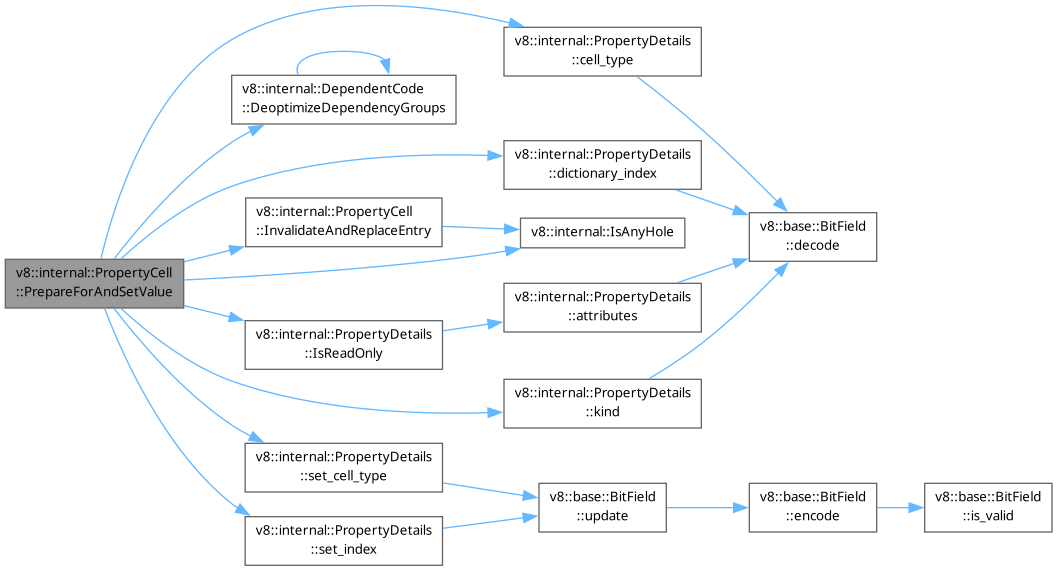 v8::internal::PropertyCell
::PrepareForAndSetValue
v8::internal::PropertyDetails
::cell_type
v8::internal::DependentCode
::DeoptimizeDependencyGroups
v8::internal::PropertyDetails
::dictionary_index
v8::internal::PropertyCell
::InvalidateAndReplaceEntry
v8::internal::IsAnyHole
v8::base::BitField
::decode
v8::internal::PropertyDetails
::attributes
v8::internal::PropertyDetails
::IsReadOnly
v8::internal::PropertyDetails
::kind
v8::internal::PropertyDetails
::set_cell_type
v8::base::BitField
::update
v8::base::BitField
::encode
v8::base::BitField
::is_valid
v8::internal::PropertyDetails
::set_index